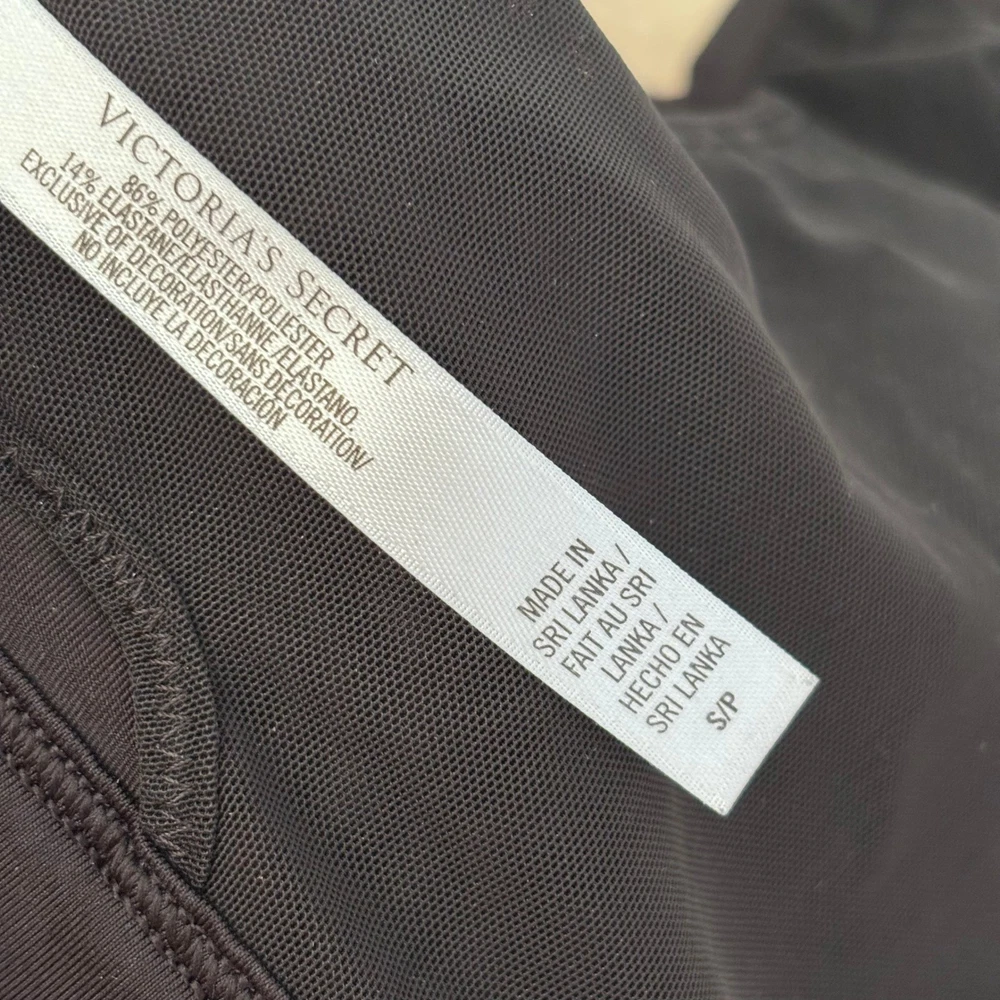 VICTORIA'S SECRET
86% POLYESTER/POLIESTER
14% ELASTANE/ELASTHANNE/ELASTANO.
EXCLUSIVE OF DECORATION/SANS DÉCORATION/
NO INCLUYE LA DECORACIÓN
MADE IN
SRI LANKA /
FAIT AU SRI
LANKA /
HECHO EN
SRI LANKA
S/P